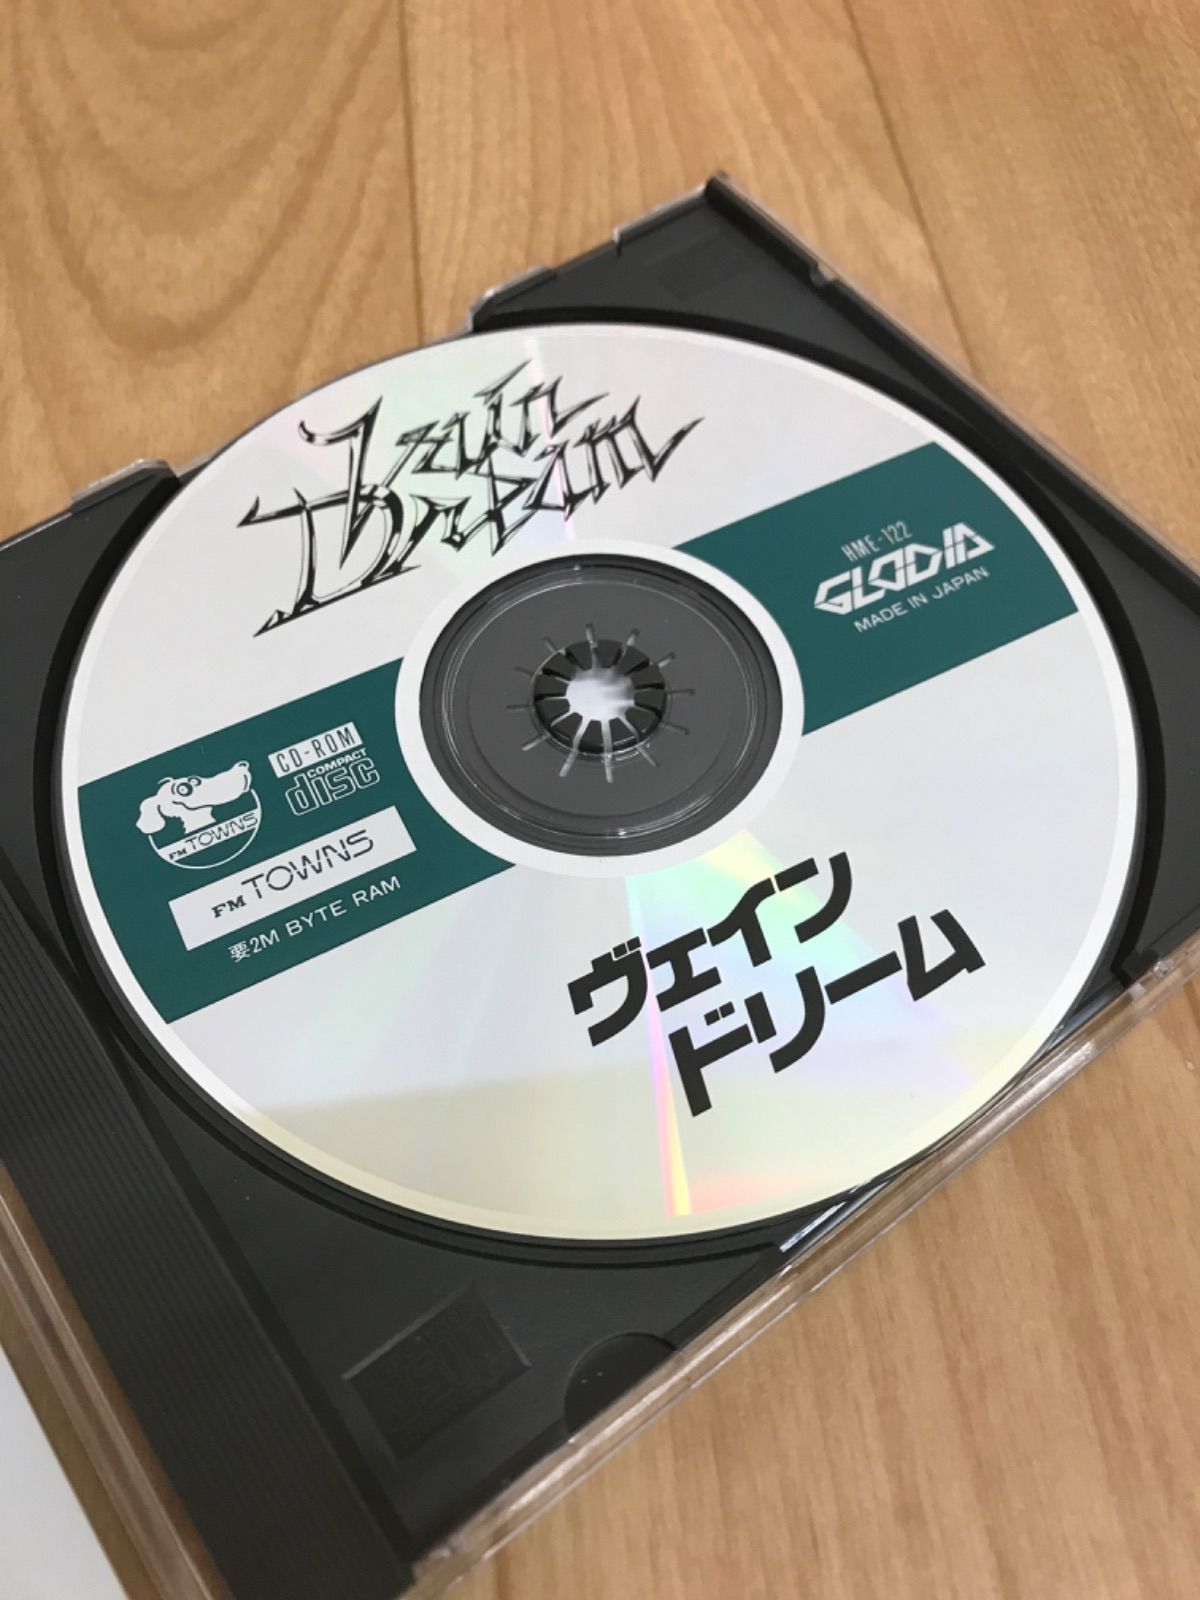 Vain
Dream
HME-122
GLODIA
MADE IN JAPAN
CD-ROM
COMPACT
disc
FM TOWNS
FM TOWNS
要2M BYTE RAM
ヴェイン
ドリーム